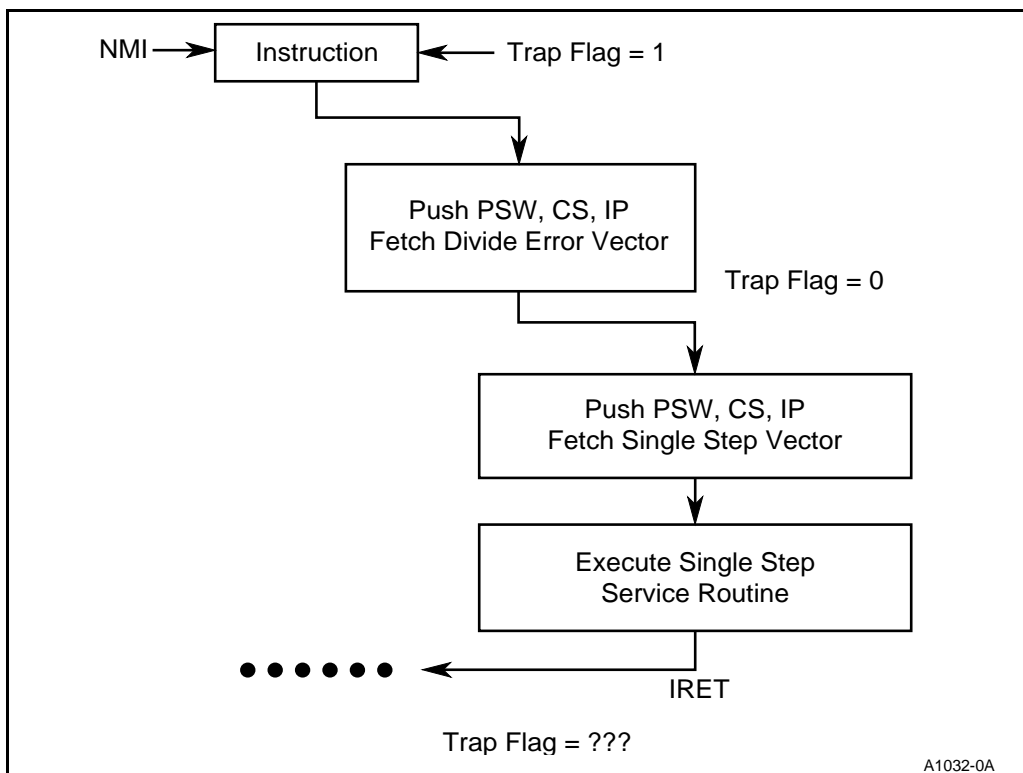 NMI
Instruction
Trap Flag = 1
Push PSW, CS, IP
Fetch Divide Error Vector
Trap Flag = 0
Push PSW, CS, IP
Fetch Single Step Vector
Execute Single Step
Service Routine
IRET
Trap Flag = ???
A1032-0A